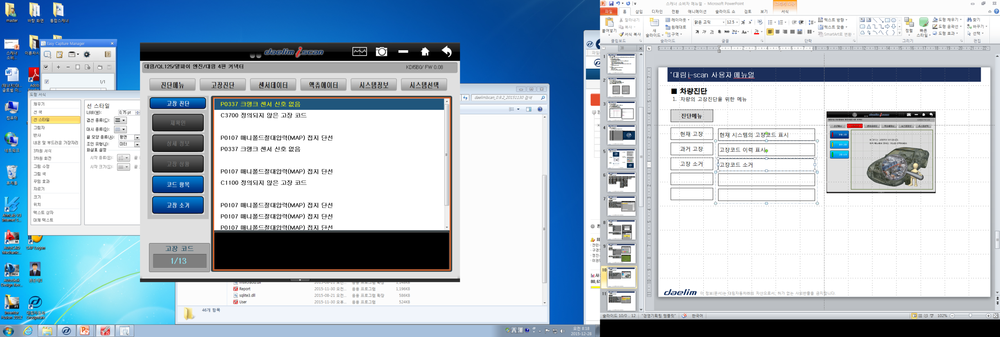 master
바탕 화면
통합스캐너
스캐너
소비...
이륜차시
Easy Capture Manager
1/1
(테너지)대...
글로벌 이...
Adob
Reader
컴퓨터
네트워크
휴지통
AhnLab V3
Internet S...
AutoCAD
Mechanic...
SAP Logon
Autodesk
Design Rev...
권순태1
Inventor
Fusion 2012
대림자동차
Groupware
도형 서식
채우기
선 색
선 스타일
그림자
반사
네온 및 부드러운 가장자리
3차원 서식
3차원 회전
그림 수정
그림 색
꾸밈 효과
자르기
크기
위치
텍스트 상자
대체 텍스트
선 스타일
너비(W):
0.75 pt
겹선 종류(C):
대시 종류(D):
끝 모양 종류(A):
평면
조인 유형(J):
미터
화살표 설정
시작 종류(B):
끝
시작 크기(S):
끝
daelim iscan
대림/QL125/델파이 엔진/대림 4핀 커넥터
KDI5B0/ FW 0.08
진단메뉴
고장진단
센서데이터
액츄에이터
시스템정보
시스템선택
고장 진단
재확인
상세 정보
고장 상황
코드 항목
고장 소거
고장 코드
1/13
P0337 크랭크 센서 신호 없음
C3700 정의되지 않은 고장 코드
P0107 매니폴드절대압력(MAP) 접지 단선
P0337 크랭크 센서 신호 없음
P0107 매니폴드절대압력(MAP) 접지 단선
C1100 정의되지 않은 고장 코드
P0107 매니폴드절대압력(MAP) 접지 단선
P0107 매니폴드절대압력(MAP) 접지 단선
P0107 매니폴드절대압력(MAP) 접지 단선
daelimIscan_0.9.2_20151130 검색
msvcr80d.dll
2015-08-21 오전...
응용 프로그램 확장
1,148KB
Report
2015-11-30 오전...
응용 프로그램
1,196KB
sqlite3.dll
2015-08-21 오전...
응용 프로그램 확장
586KB
User
2015-11-30 오후...
응용 프로그램
524KB
46개 항목
오전 8:18
2015-12-28
스캐너 소비자 메뉴얼 - Microsoft PowerPoint
그리기 도구
파일
홈
삽입
디자인
전환
애니메이션
슬라이드 쇼
검토
보기
서식
붙여넣기
잘라내기
복사
서식 복사
클립보드
새
슬라이드
레이아웃
원래대로
구역
슬라이드
맑은 고딕
12.5
글꼴
텍스트 방향
텍스트 맞춤
SmartArt로 변환
단락
정렬
빠른
스타일
도형 채우기
도형 윤곽선
도형 효과
그리기
찾기
바꾸기
선택
편집
1
2
3
4
5
6
7
8
9
10
11
‘대림 i-scan 사용자 메뉴얼
■ 차량진단
1. 차량의 고장진단을 위한 메뉴
진단메뉴
현재 고장
현재 시스템의 고장코드 표시
과거 고장
고장코드 이력 표시
고장 소거
고장코드 소거
daelim
이 정보(문서)는 대림자동차㈜의 자산으로서, 허가 없는 사외반출을 금지합니다.
슬라이드 10/0 .. 12
"경영기획팀 템플릿"
한국어
102%